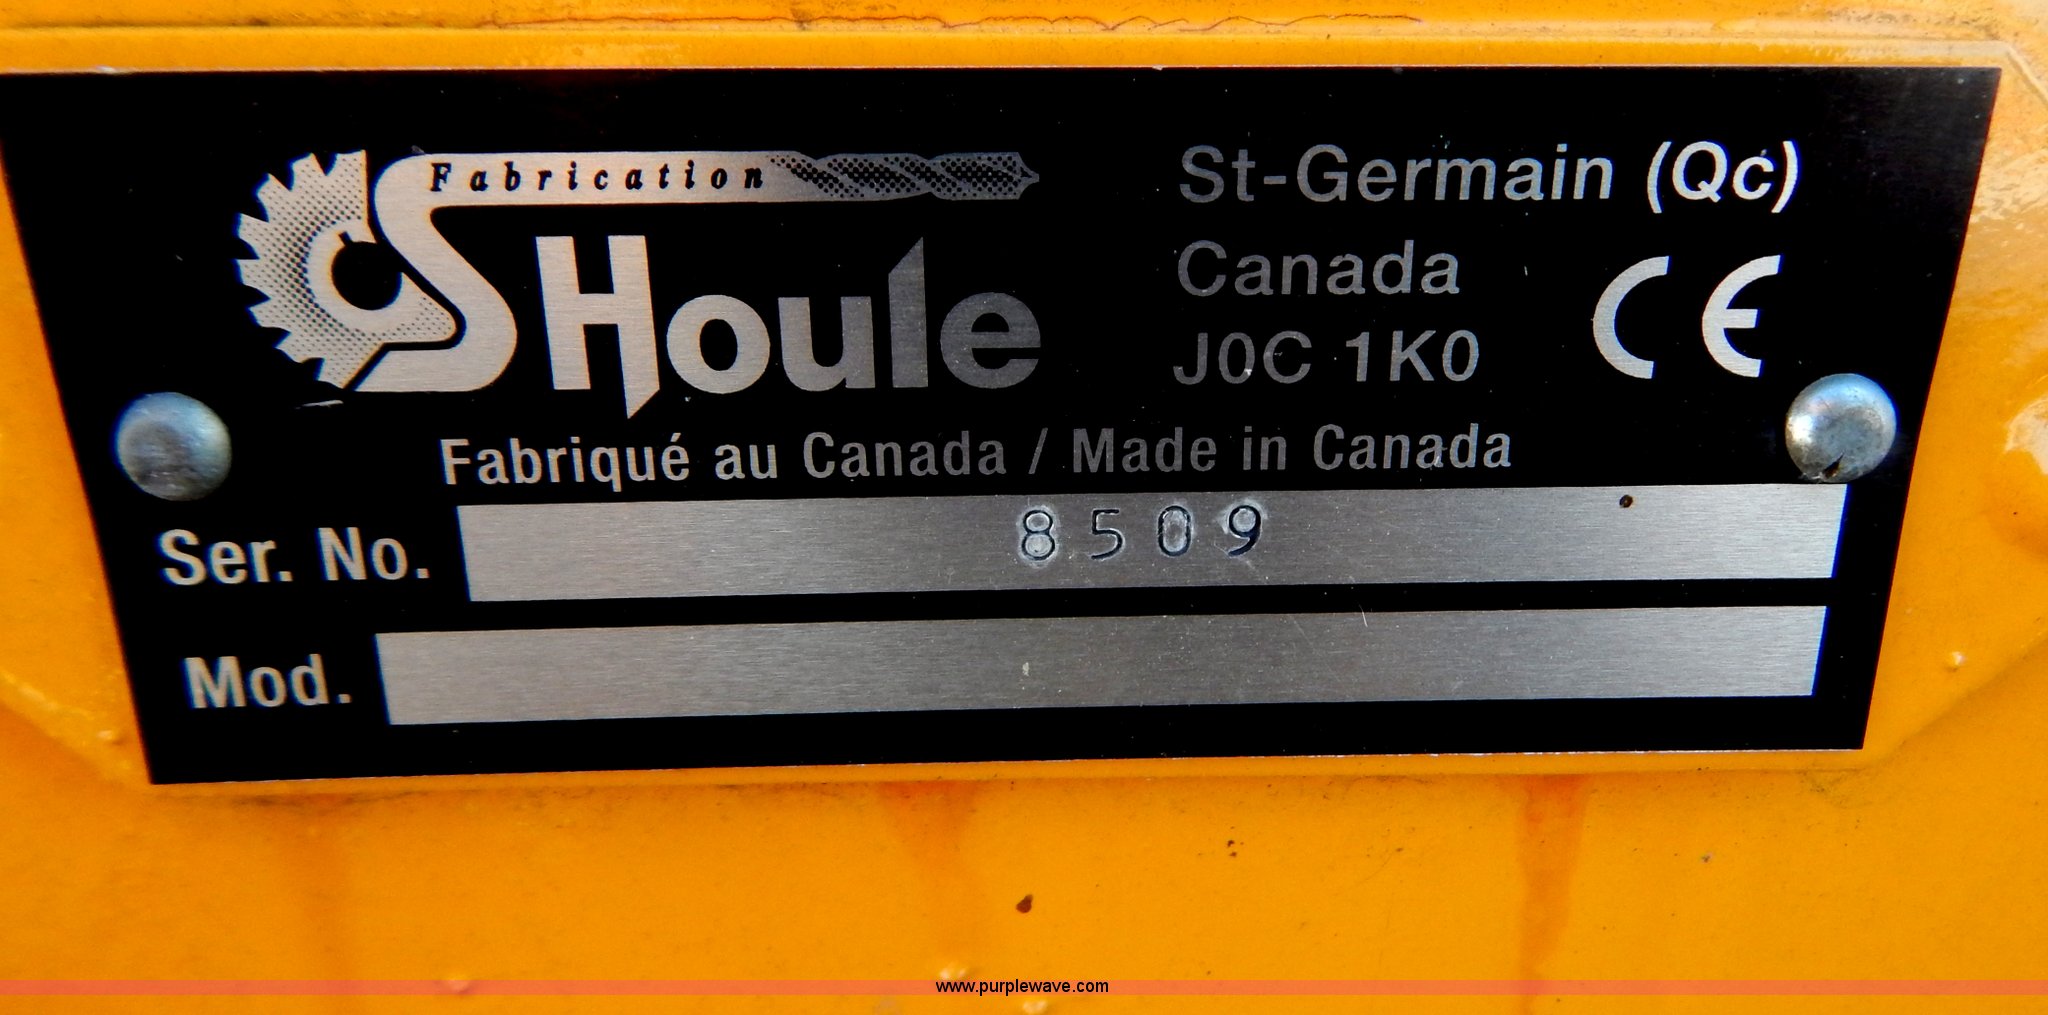 Fabrication
S Houle
St-Germain (Qc)
Canada
J0C 1K0
CE
Fabriqué au Canada / Made in Canada
Ser. No. 8509
Mod.
www.purplewave.com